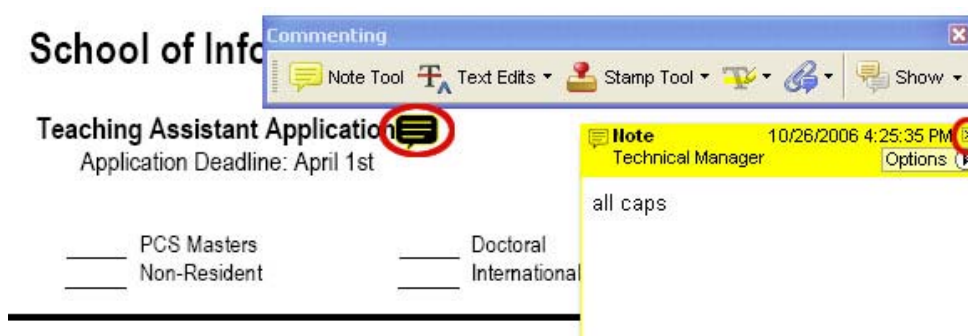 School of Info
Commenting
Note Tool Text Edits Stamp Tool Show
Teaching Assistant Application
Application Deadline: April 1st
Note 10/26/2006 4:25:35 PM
Technical Manager Options
all caps
PCS Masters Doctoral
Non-Resident International